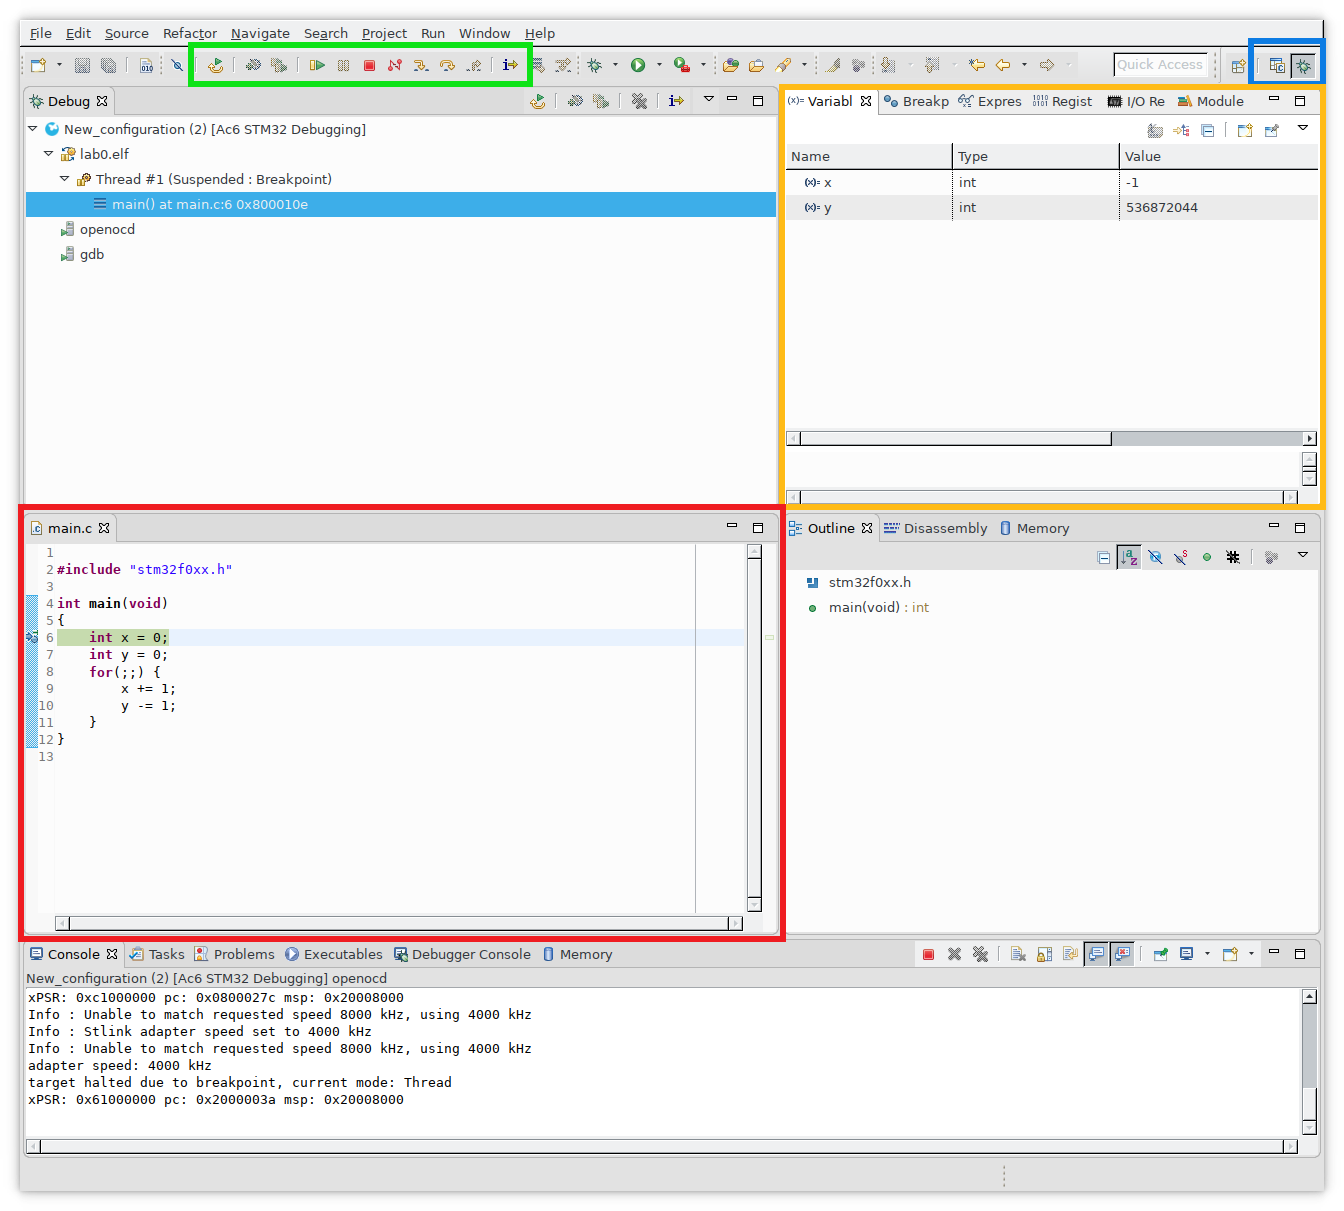 File Edit Source Refactor Navigate Search Project Run Window Help
010 i Quick Access C
Debug
(x)= Variabl Breakp Expres 1010 0101 Regist I/O Re Module
New_configuration (2) [Ac6 STM32 Debugging]
lab0.elf
Thread #1 (Suspended : Breakpoint)
main() at main.c:6 0x800010e
openocd
gdb
Name Type Value
(x)= x int -1
(x)= y int 536872044
.c main.c
1
2 #include "stm32f0xx.h"
3
4 int main(void)
5 {
6 int x = 0;
7 int y = 0;
8 for(;;) {
9 x += 1;
10 y -= 1;
11 }
12 }
13
Outline Disassembly Memory
a z S
stm32f0xx.h
main(void) : int
Console Tasks Problems Executables Debugger Console Memory
New_configuration (2) [Ac6 STM32 Debugging] openocd
xPSR: 0xc1000000 pc: 0x0800027c msp: 0x20008000
Info : Unable to match requested speed 8000 kHz, using 4000 kHz
Info : Stlink adapter speed set to 4000 kHz
Info : Unable to match requested speed 8000 kHz, using 4000 kHz
adapter speed: 4000 kHz
target halted due to breakpoint, current mode: Thread
xPSR: 0x61000000 pc: 0x2000003a msp: 0x20008000